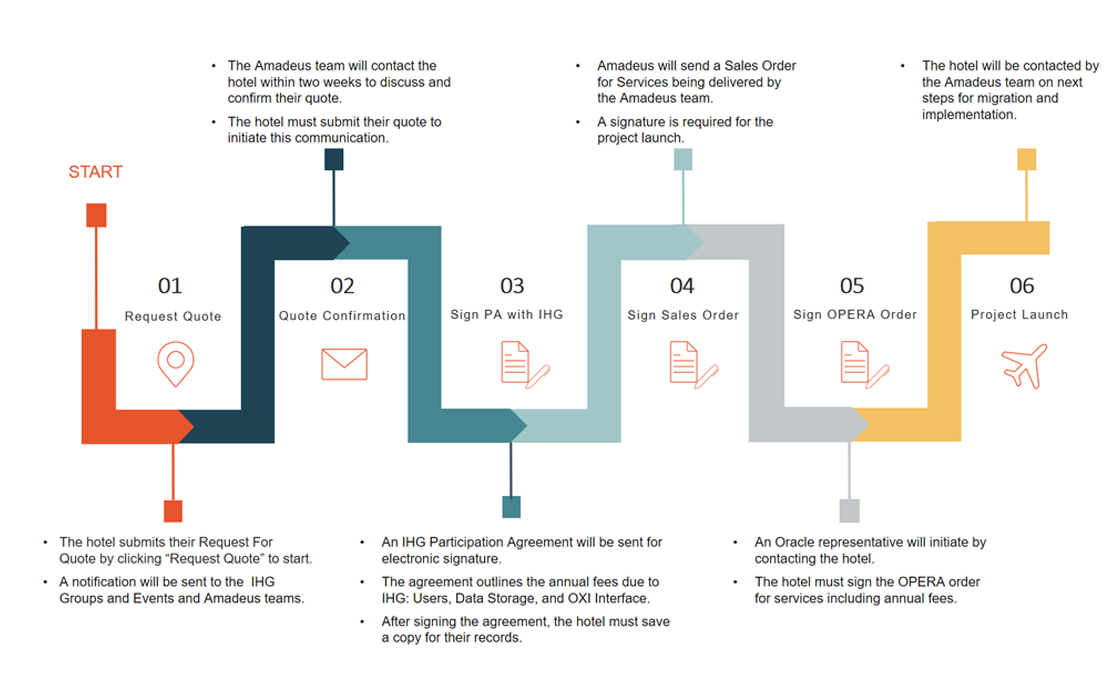 • The Amadeus team will contact the
hotel within two weeks to discuss and
confirm their quote.
• The hotel must submit their quote to
initiate this communication.
• Amadeus will send a Sales Order
for Services being delivered by
the Amadeus team.
• A signature is required for the
project launch.
• The hotel will be contacted by
the Amadeus team on next
steps for migration and
implementation.
START
01
Request Quote
02
Quote Confirmation
03
Sign PA with IHG
04
Sign Sales Order
05
Sign OPERA Order
06
Project Launch
• The hotel submits their Request For
Quote by clicking “Request Quote” to start.
• A notification will be sent to the IHG
Groups and Events and Amadeus teams.
• An IHG Participation Agreement will be sent for
electronic signature.
• The agreement outlines the annual fees due to
IHG: Users, Data Storage, and OXI Interface.
• After signing the agreement, the hotel must save
a copy for their records.
• An Oracle representative will initiate by
contacting the hotel.
• The hotel must sign the OPERA order
for services including annual fees.